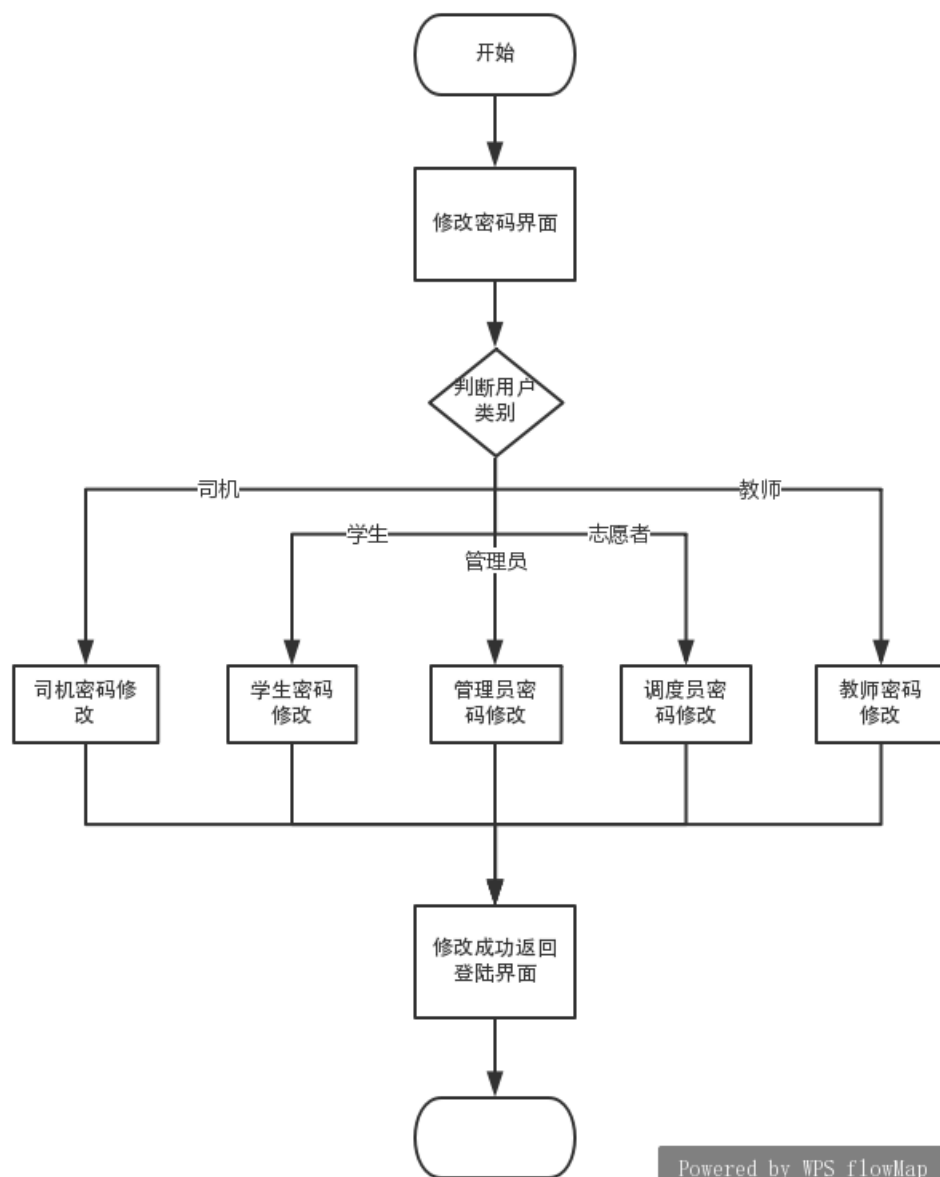 开始
修改密码界面
判断用户
类别
司机
教师
学生
志愿者
管理员
司机密码修
改
学生密码
修改
管理员密
码修改
调度员密
码修改
教师密码
修改
修改成功返回
登陆界面
Powered by WPS flowMap